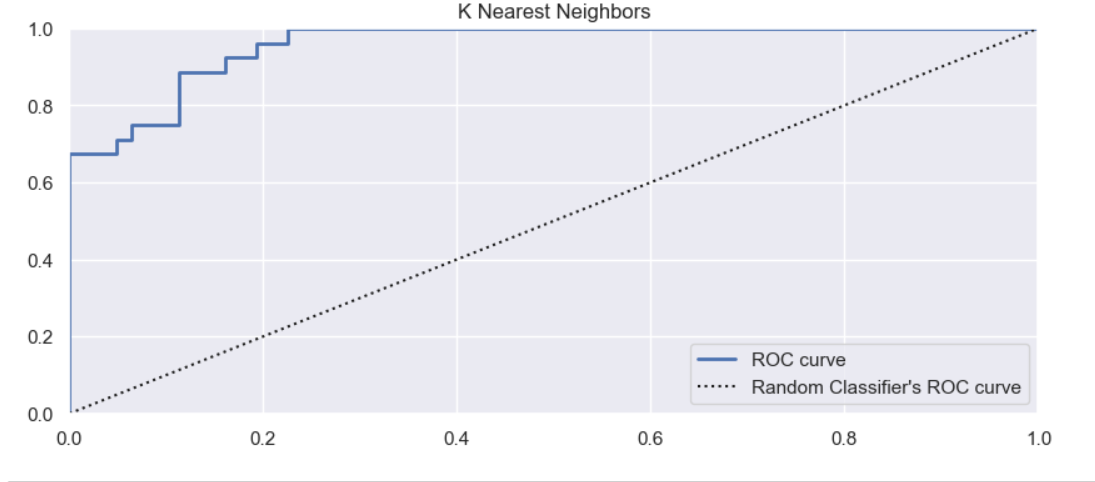 K Nearest Neighbors
1.0
0.8
0.6
0.4
0.2
0.0
ROC curve
Random Classifier's ROC curve
0.0 0.2 0.4 0.6 0.8 1.0